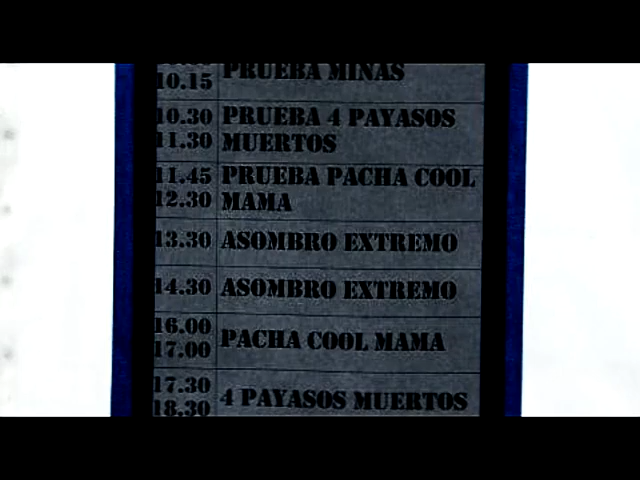 10.15 PRUEBA MINAS
10.30 PRUEBA 4 PAYASOS
11.30 MUERTOS
11.45 PRUEBA PACHA COOL
12.30 MAMA
13.30 ASOMBRO EXTREMO
14.30 ASOMBRO EXTREMO
16.00
PACHA COOL MAMA
17.00
17.30
4 PAYASOS MUERTOS
18.30